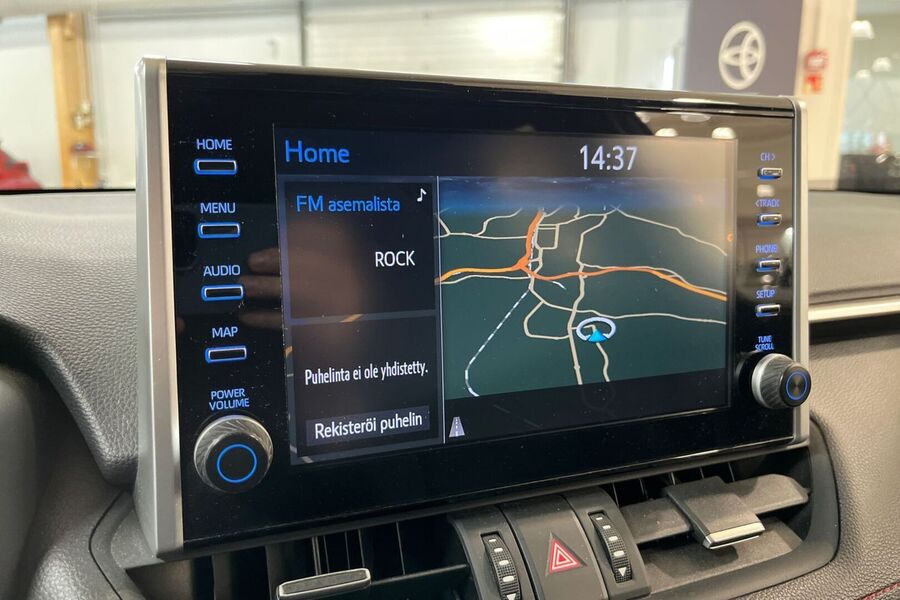 HOME
MENU
AUDIO
MAP
POWER
VOLUME
Home
14:37
FM asemalista
ROCK
Puhelinta ei ole yhdistetty.
Rekisteröi puhelin
CH >
< TRACK
PHONE
SETUP
TUNE
SCROLL